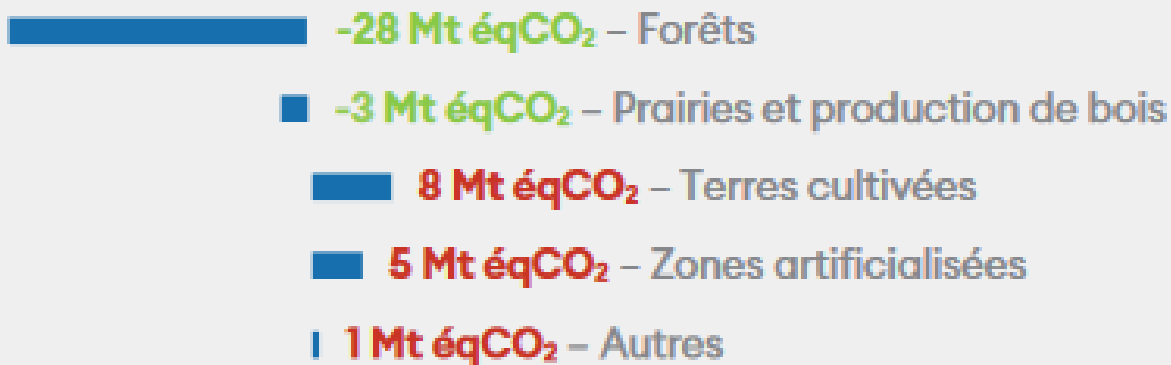 -28 Mt éqCO₂ – Forêts
-3 Mt éqCO₂ – Prairies et production de bois
8 Mt éqCO₂ – Terres cultivées
5 Mt éqCO₂ – Zones artificialisées
1 Mt éqCO₂ – Autres